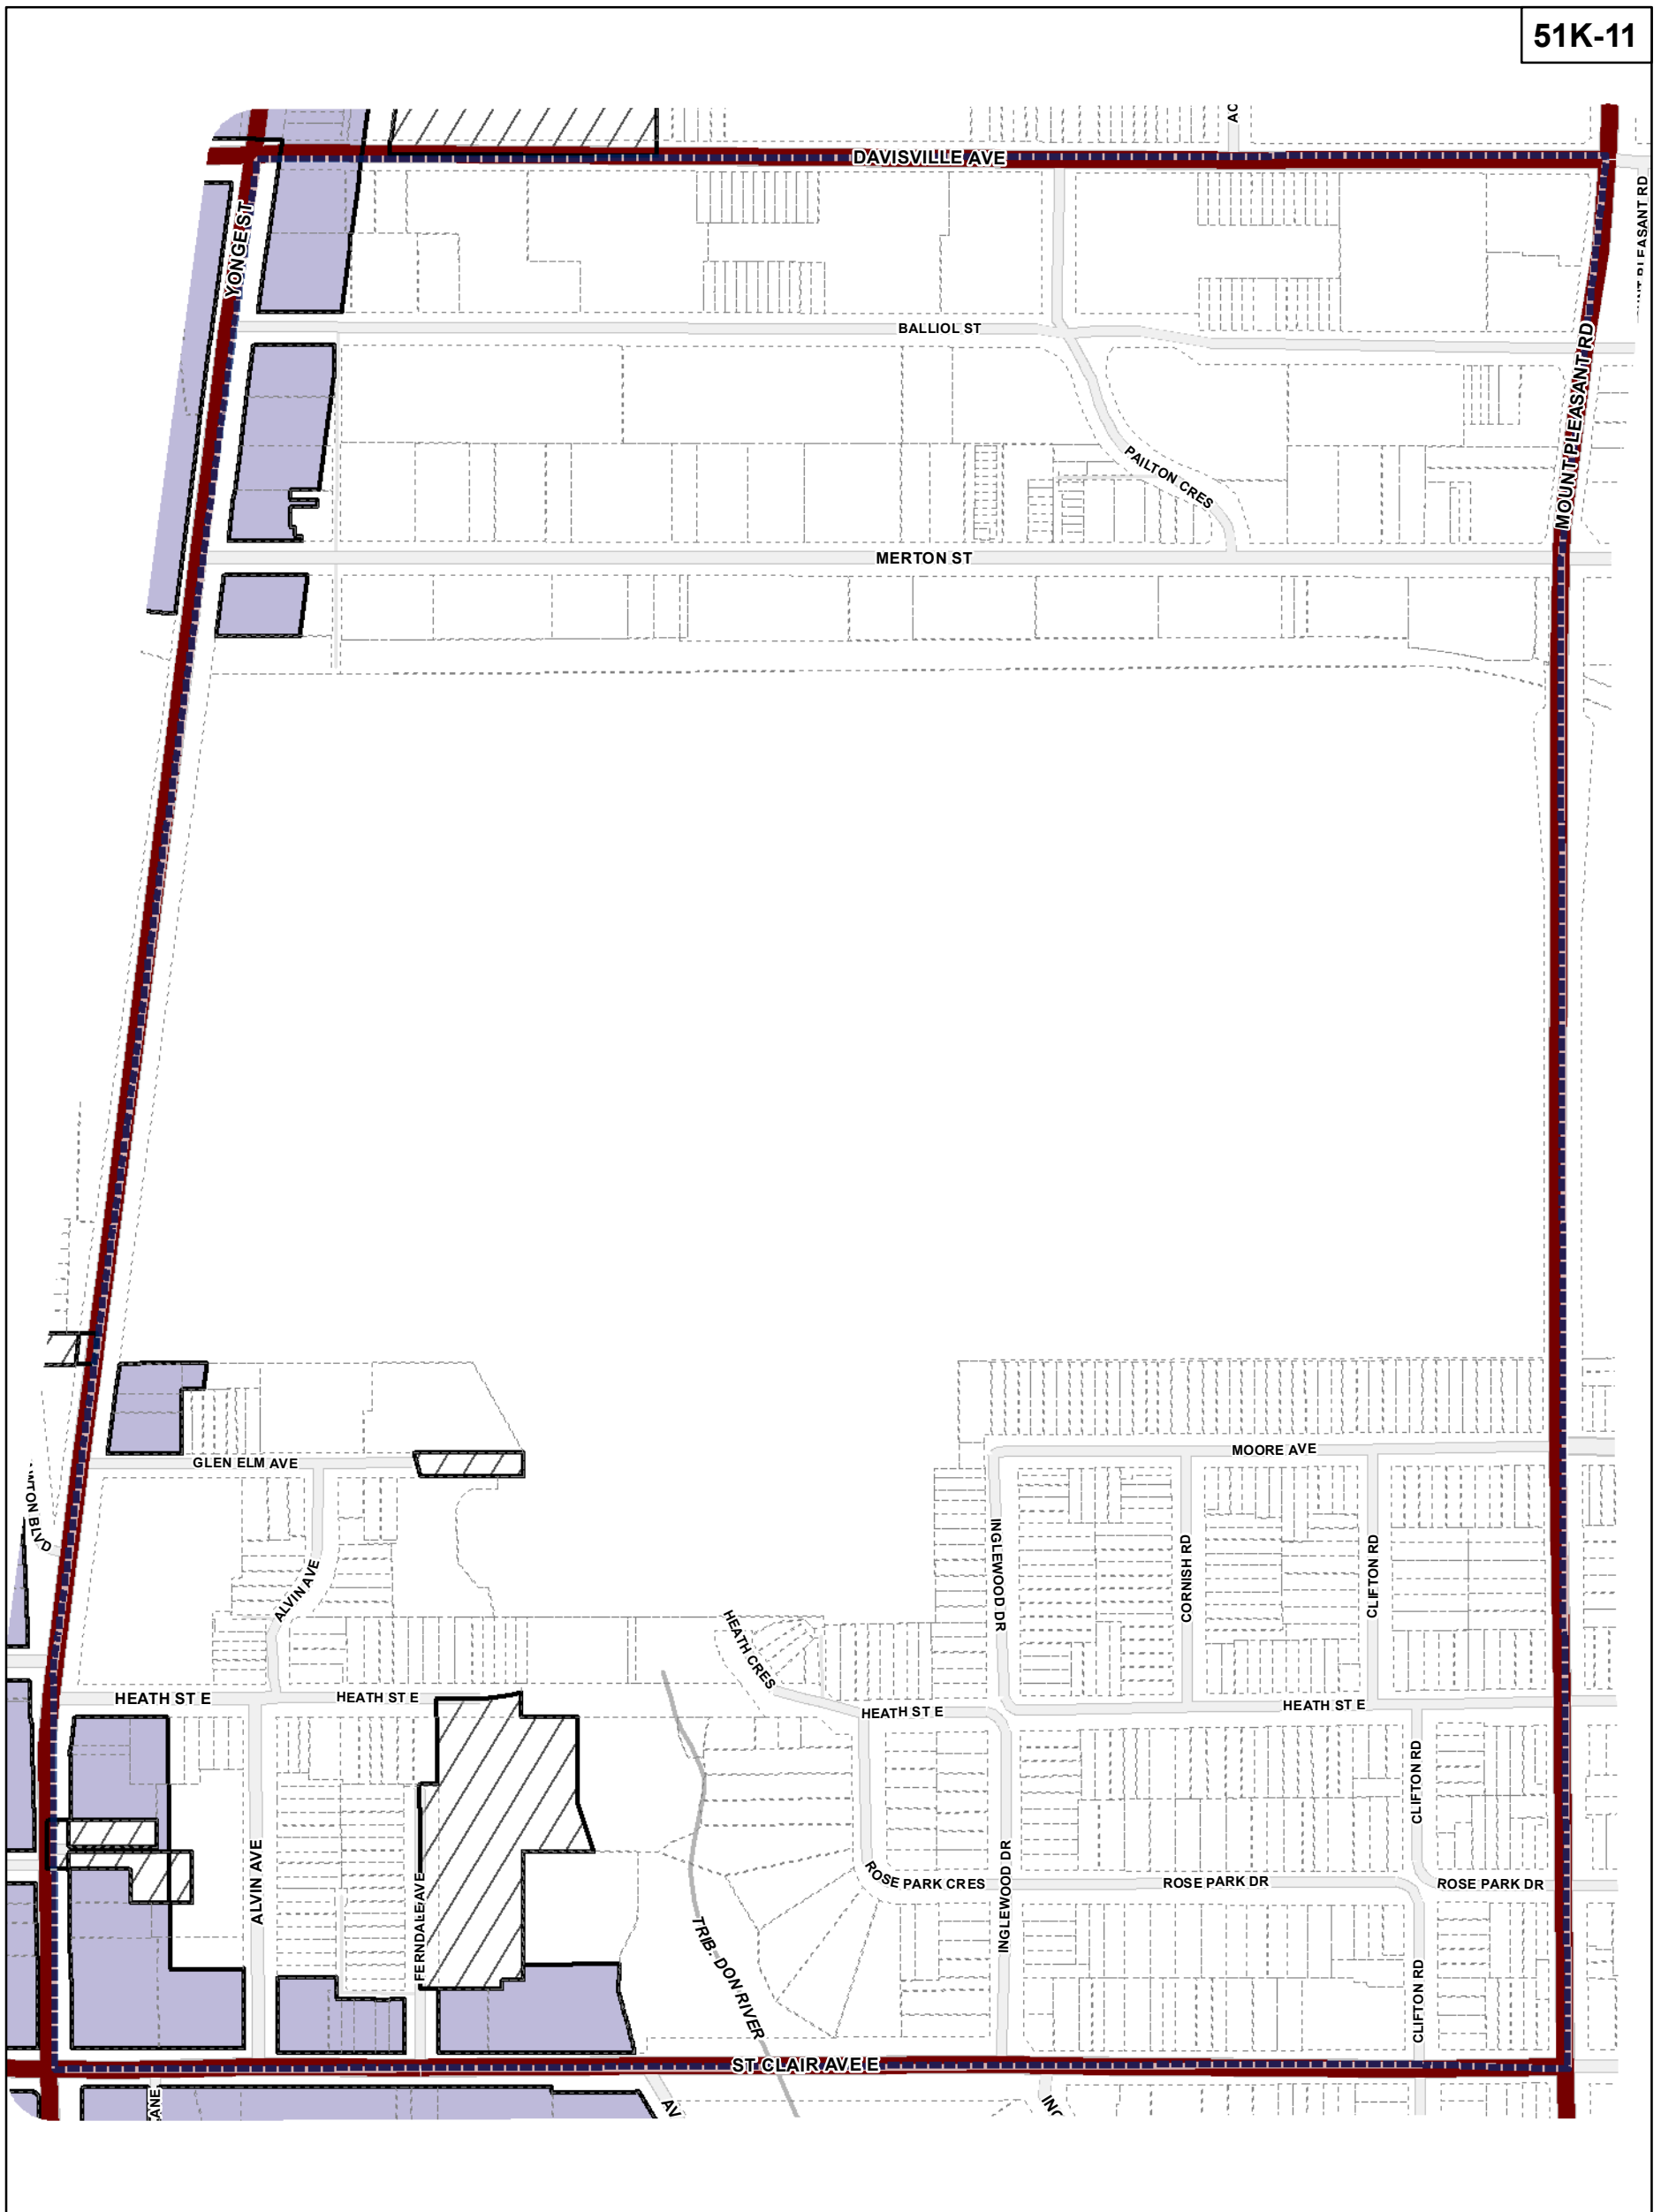 51K-11
AC
DAVISVILLE AVE
YONGE ST
BALLIOL ST
MOUNT PLEASANT RD
PAILTON CRES
MERTON ST
MOORE AVE
GLEN ELM AVE
INGLEWOOD DR
CORNISH RD
CLIFTON RD
ALVIN AVE
HEATH CRES
HEATH ST E
HEATH ST E
HEATH ST E
HEATH ST E
CLIFTON RD
ALVIN AVE
FERNDALE AVE
ROSE PARK CRES
INGLEWOOD DR
ROSE PARK DR
ROSE PARK DR
TRIB. DON RIVER
CLIFTON RD
ST CLAIR AVE E
ANE
AV